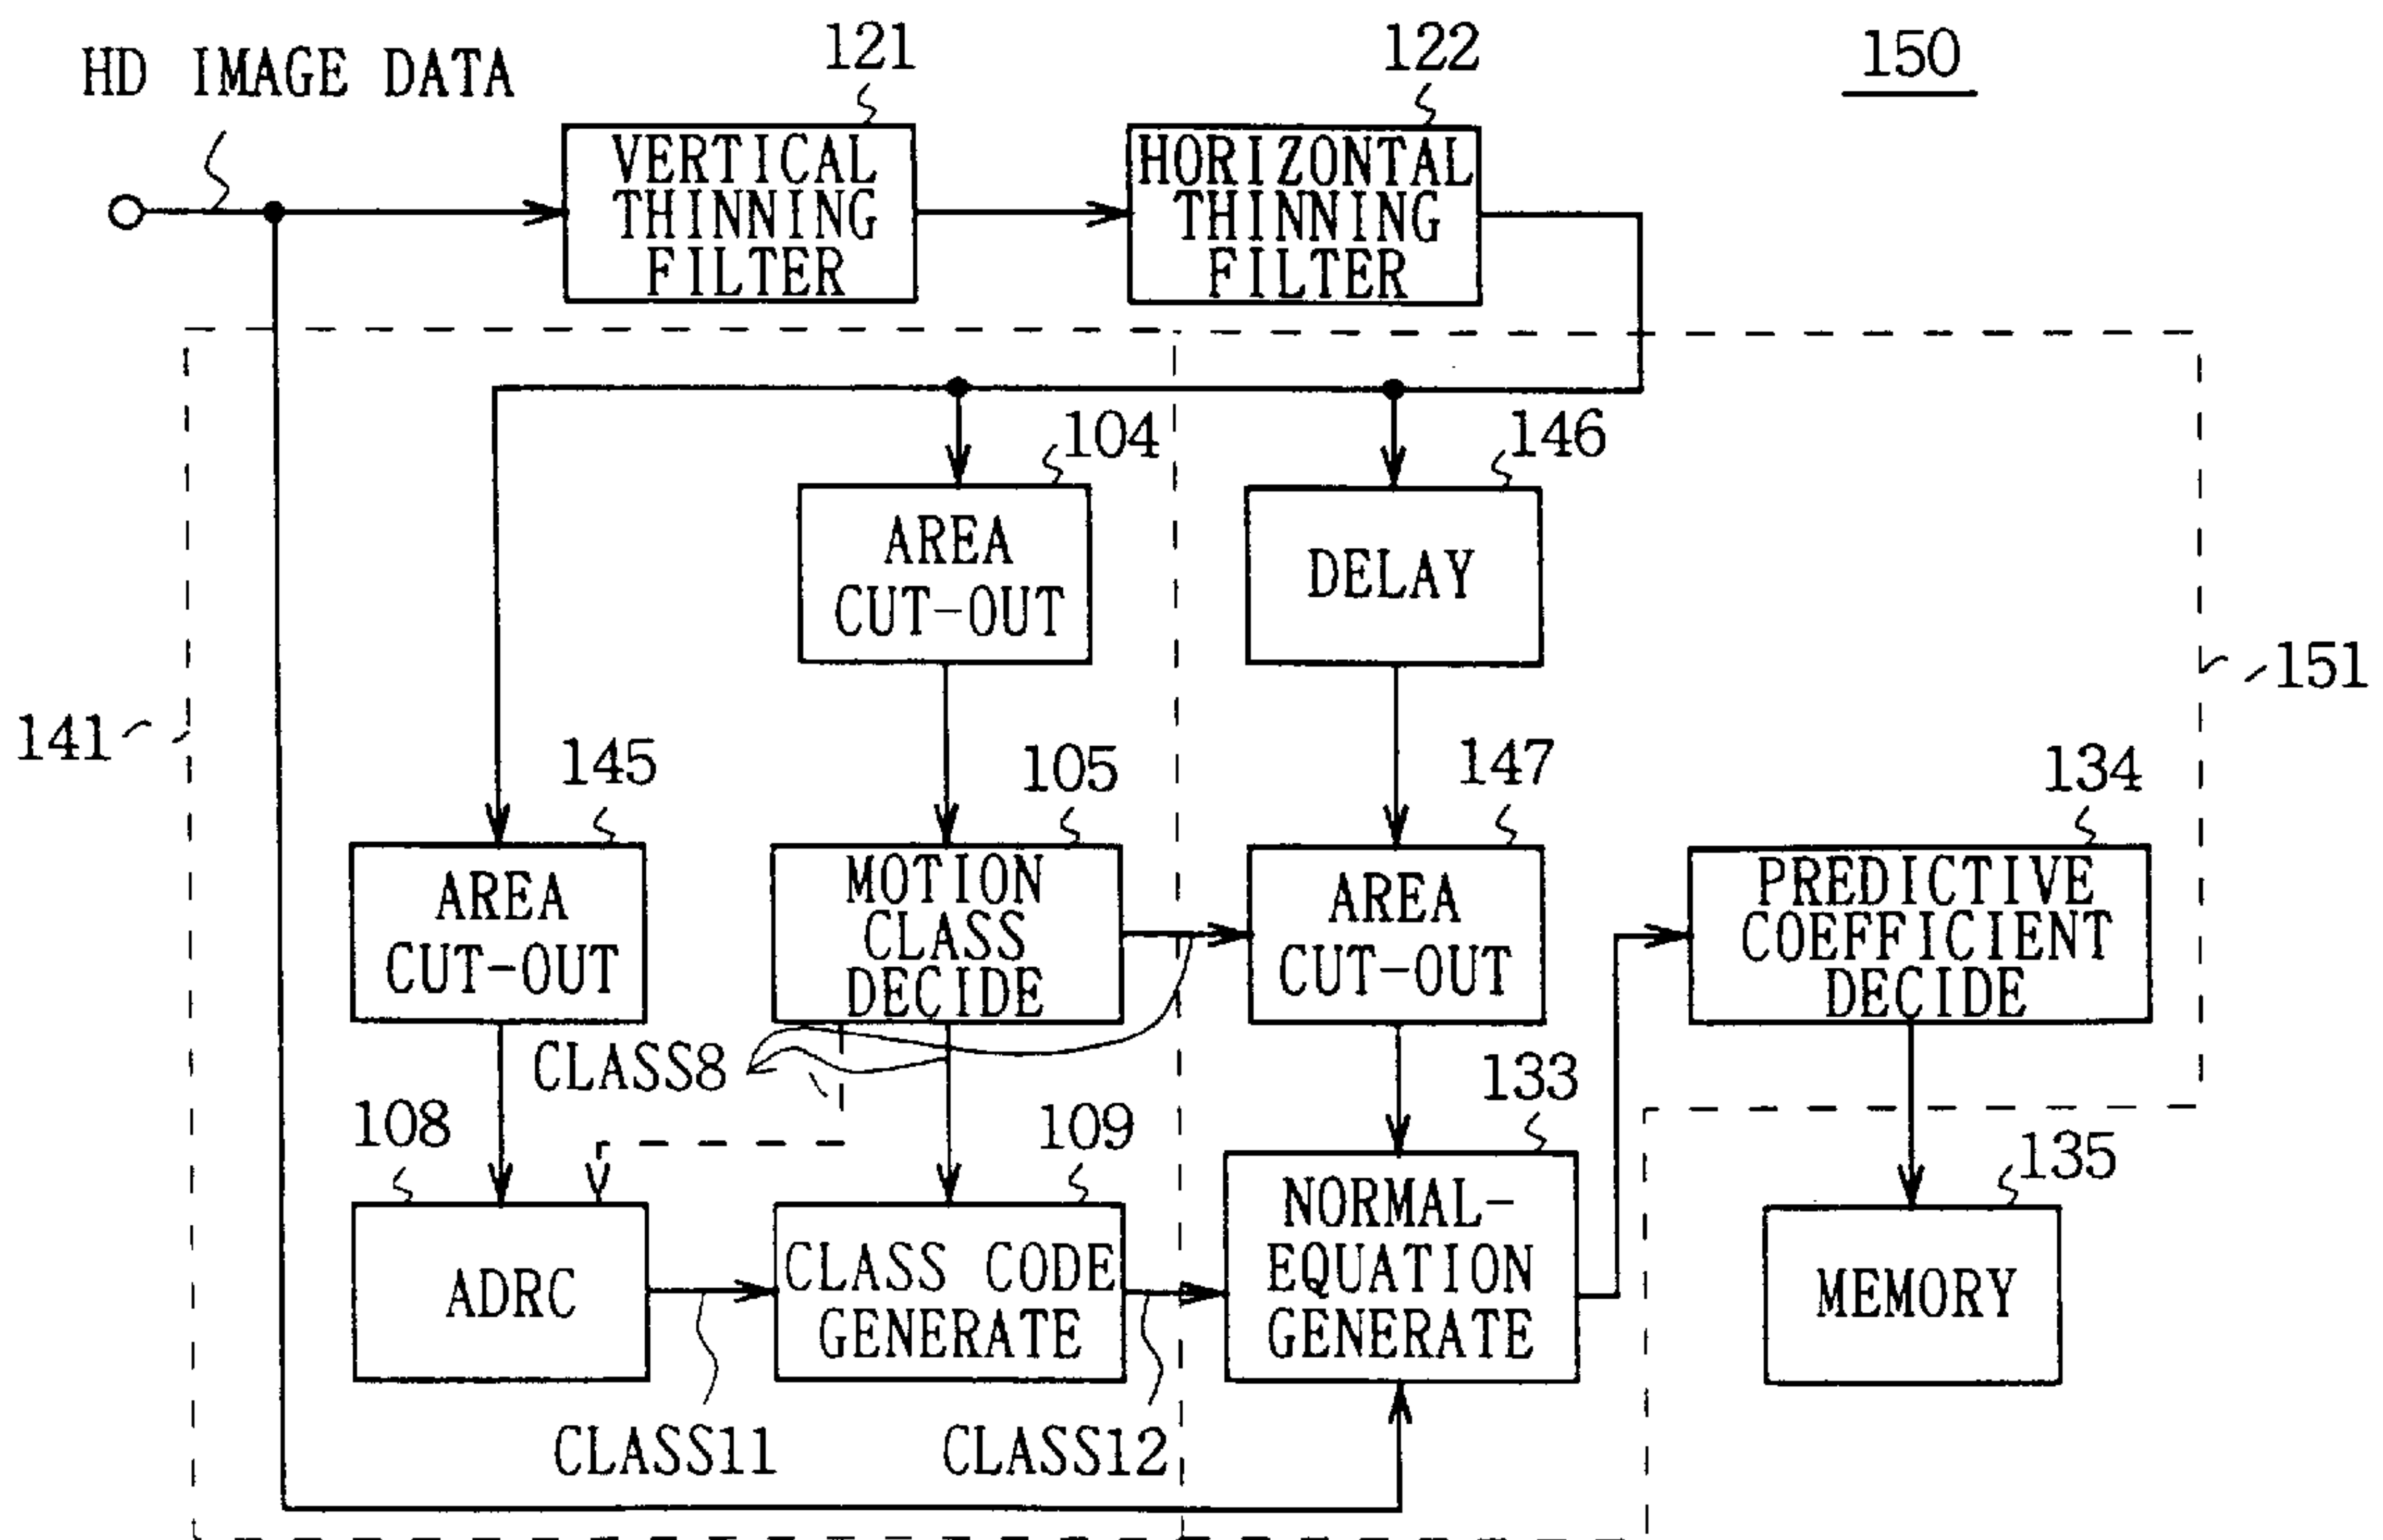 HD IMAGE DATA
121
122
150
VERTICAL
THINNING
FILTER
HORIZONTAL
THINNING
FILTER
104
146
AREA
CUT-OUT
DELAY
151
141
145
105
147
134
AREA
CUT-OUT
MOTION
CLASS
DECIDE
AREA
CUT-OUT
PREDICTIVE
COEFFICIENT
DECIDE
CLASS8
133
108
109
135
ADRC
CLASS CODE
GENERATE
NORMAL-
EQUATION
GENERATE
MEMORY
CLASS11
CLASS12